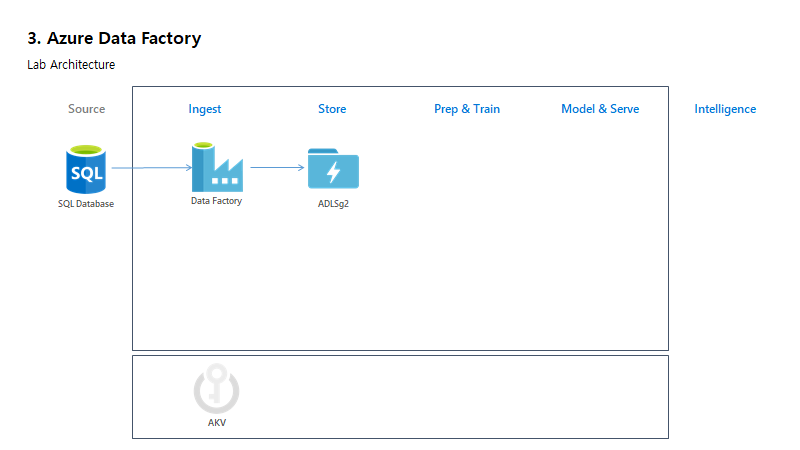 3. Azure Data Factory
Lab Architecture
Source Ingest Store Prep & Train Model & Serve Intelligence
SQL
SQL Database Data Factory ADLSg2
AKV